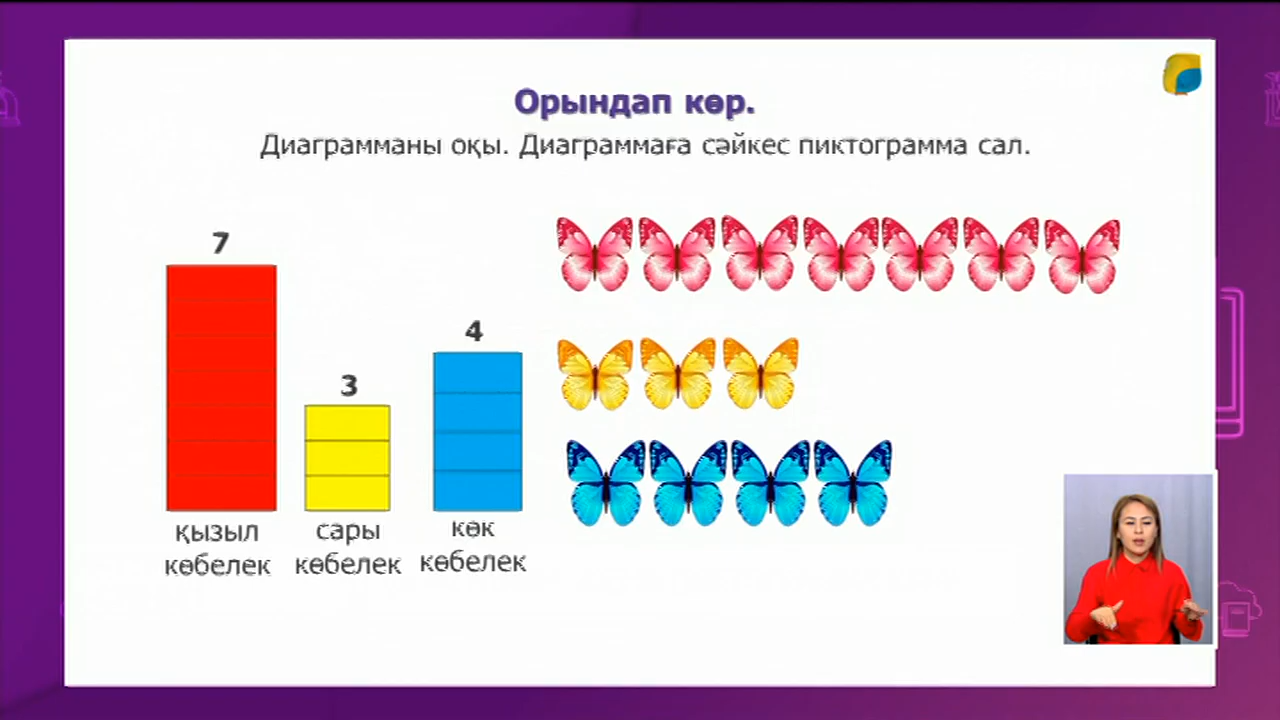 Орындап көр.
Диаграмманы оқы. Диаграммаға сәйкес пиктограмма сал.
7
3
4
қызыл көбелек
сары көбелек
көк көбелек